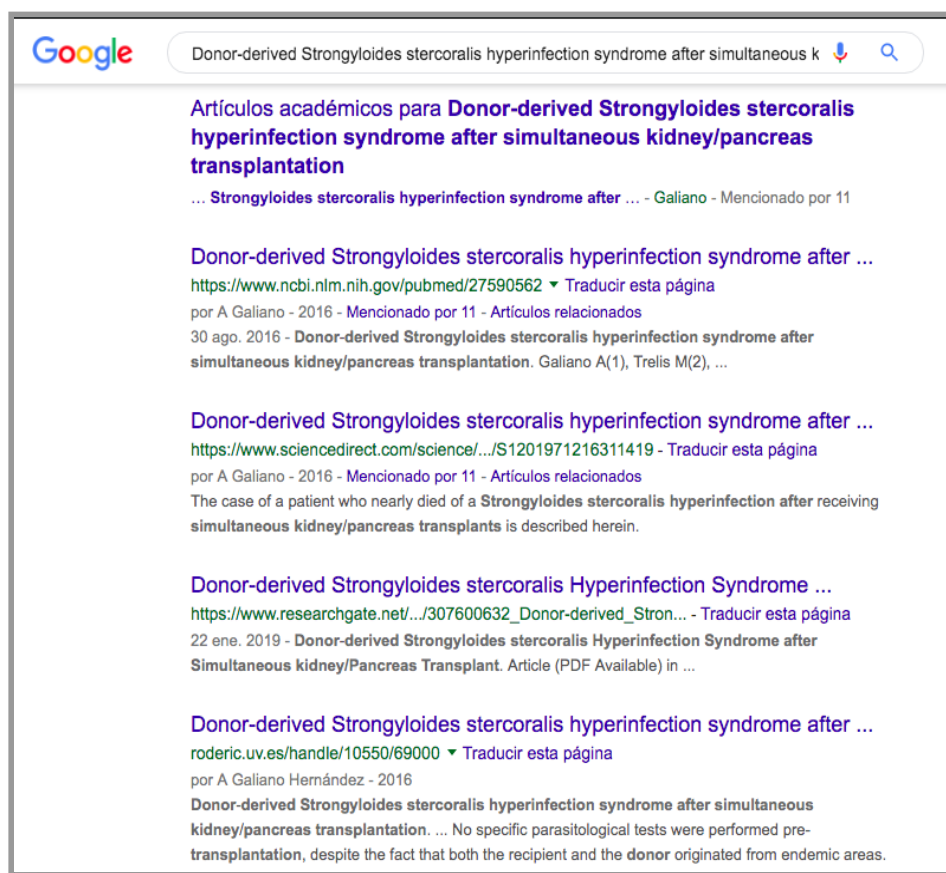 Google
Donor-derived Strongyloides stercoralis hyperinfection syndrome after simultaneous k
Artículos académicos para Donor-derived Strongyloides stercoralis
hyperinfection syndrome after simultaneous kidney/pancreas
transplantation
... Strongyloides stercoralis hyperinfection syndrome after ... - Galiano - Mencionado por 11
Donor-derived Strongyloides stercoralis hyperinfection syndrome after ...
https://www.ncbi.nlm.nih.gov/pubmed/27590562 ▼ Traducir esta página
por A Galiano - 2016 - Mencionado por 11 - Artículos relacionados
30 ago. 2016 - Donor-derived Strongyloides stercoralis hyperinfection syndrome after
simultaneous kidney/pancreas transplantation. Galiano A(1), Trelis M(2), ...
Donor-derived Strongyloides stercoralis hyperinfection syndrome after ...
https://www.sciencedirect.com/science/.../S1201971216311419 - Traducir esta página
por A Galiano - 2016 - Mencionado por 11 - Artículos relacionados
The case of a patient who nearly died of a Strongyloides stercoralis hyperinfection after receiving
simultaneous kidney/pancreas transplants is described herein.
Donor-derived Strongyloides stercoralis Hyperinfection Syndrome ...
https://www.researchgate.net/.../307600632_Donor-derived_Stron... - Traducir esta página
22 ene. 2019 - Donor-derived Strongyloides stercoralis Hyperinfection Syndrome after
Simultaneous kidney/Pancreas Transplant. Article (PDF Available) in ...
Donor-derived Strongyloides stercoralis hyperinfection syndrome after ...
roderic.uv.es/handle/10550/69000 ▼ Traducir esta página
por A Galiano Hernández - 2016
Donor-derived Strongyloides stercoralis hyperinfection syndrome after simultaneous
kidney/pancreas transplantation. ... No specific parasitological tests were performed pre-
transplantation, despite the fact that both the recipient and the donor originated from endemic areas.